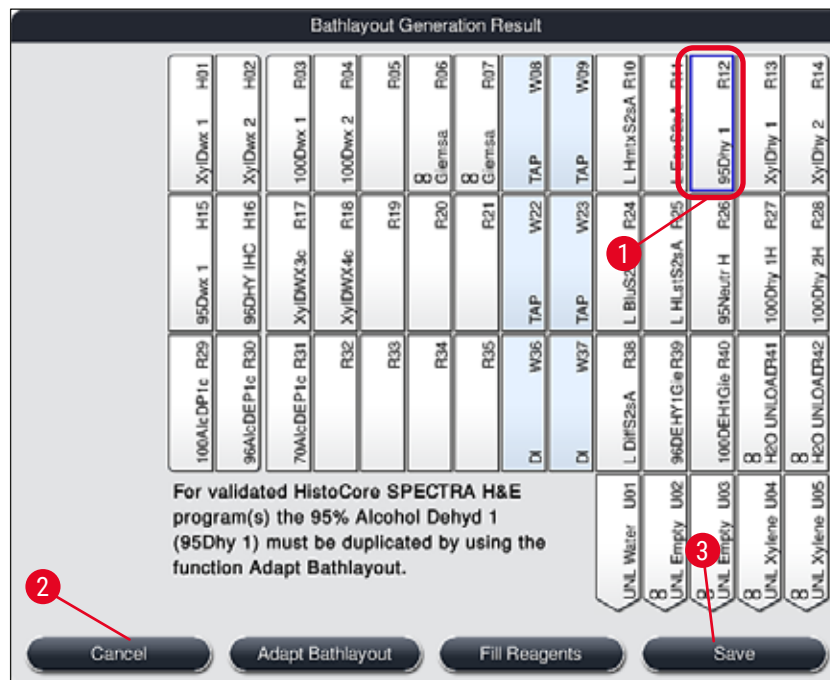 Bathlayout Generation Result
XylDwx 1 H01
XylDwx 2 H02
100Dwx 1 R03
100Dwx 2 R04
R05
∞ Giemsa R06
∞ Giemsa R07
TAP W08
TAP W09
L HmtxS2sA R10
L EosS2sA R11
95Dhy 1 R12
XylDhy 1 R13
XylDhy 2 R14
95Dwx 1 H15
96DHY IHC H16
XylDWX3c R17
XylDWX4c R18
R19
R20
R21
TAP W22
TAP W23
L BluS2 R24
L HLstS2sA R25
95Neutr H R26
100Dhy 1H R27
100Dhy 2H R28
100AlcDP1c R29
96AlcDEP1c R30
70AlcDEP1c R31
R32
R33
R34
R35
DI W36
DI W37
L DiffS2sA R38
96DEHY1Gie R39
100DEH1Gie R40
∞ H2O UNLOAD R41
∞ H2O UNLOAD R42
UNL Water U01
∞ UNL Empty U02
∞ UNL Empty U03
∞ UNL Xylene U04
∞ UNL Xylene U05
For validated HistoCore SPECTRA H&E
program(s) the 95% Alcohol Dehyd 1
(95Dhy 1) must be duplicated by using the
function Adapt Bathlayout.
1
2
3
Cancel
Adapt Bathlayout
Fill Reagents
Save